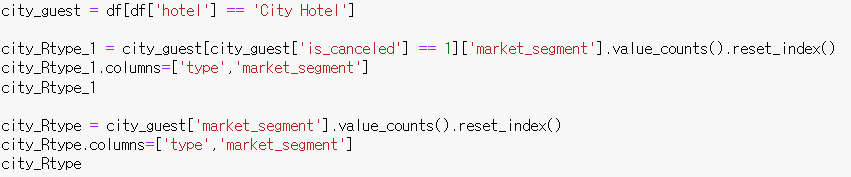 city_guest = df[df['hotel'] == 'City Hotel']
city_Rtype_1 = city_guest[city_guest['is_canceled'] == 1]['market_segment'].value_counts().reset_index()
city_Rtype_1.columns=['type','market_segment']
city_Rtype_1
city_Rtype = city_guest['market_segment'].value_counts().reset_index()
city_Rtype.columns=['type','market_segment']
city_Rtype